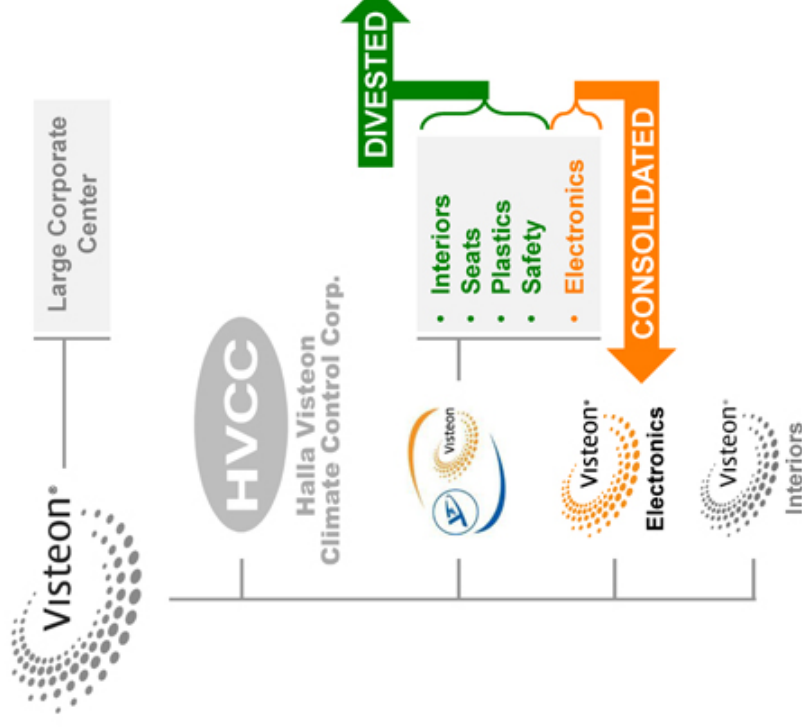 Visteon®
Large Corporate
Center
HVCC
Halla Visteon
Climate Control Corp.
Visteon
• Interiors
• Seats
• Plastics
• Safety
• Electronics
DIVESTED
CONSOLIDATED
Visteon®
Electronics
Visteon®
Interiors